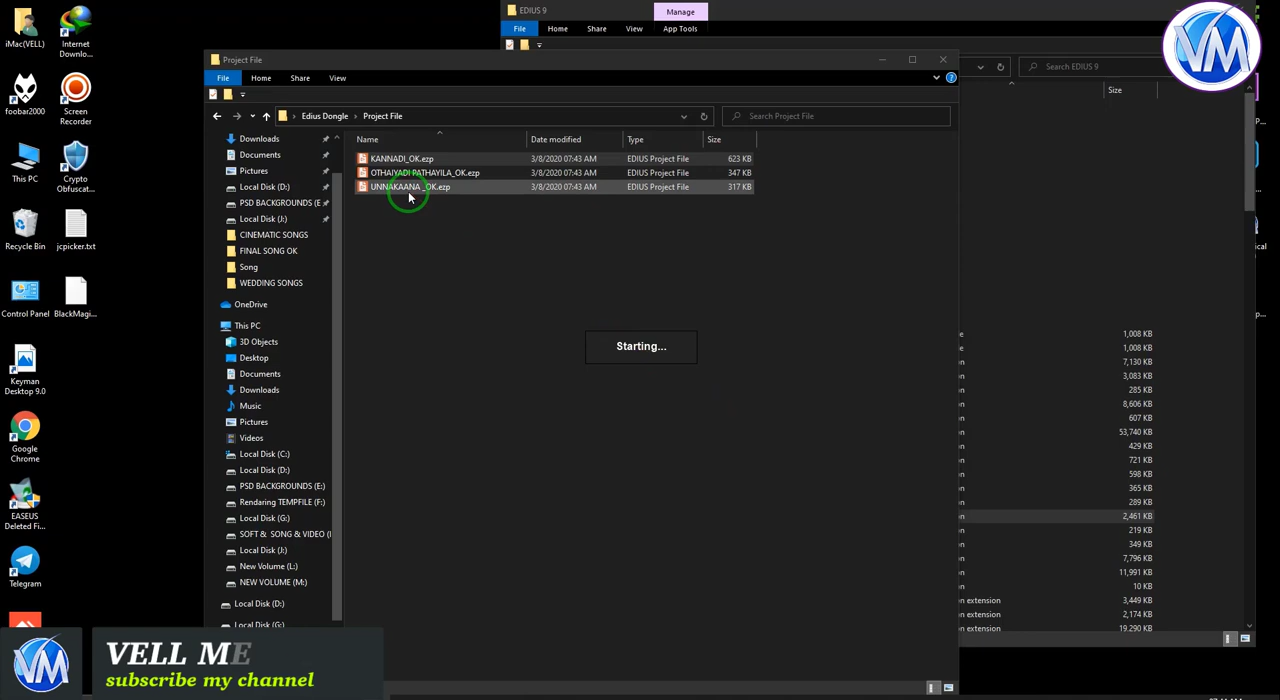 EDIUS 9
Manage
File
Home
Share
View
App Tools
Search EDIUS 9
Size
iMac(VELL)
Internet
Downlo...
foobar2000
Screen
Recorder
This PC
Crypto
Obfuscat...
Recycle Bin
jcpicker.txt
Control Panel
BlackMagi...
Keyman
Desktop 9.0
Google
Chrome
EASEUS
Deleted Fi...
Telegram
Project File
File
Home
Share
View
Edius Dongle
Project File
Search Project File
Name
Date modified
Type
Size
KANNADI_OK.ezp 3/8/2020 07:43 AM EDIUS Project File 623 KB
OTHAIYADI PATHAYILA_OK.ezp 3/8/2020 07:43 AM EDIUS Project File 347 KB
UNNAKAANA _OK.ezp 3/8/2020 07:43 AM EDIUS Project File 317 KB
Downloads
Documents
Pictures
Local Disk (D:)
PSD BACKGROUNDS (E
Local Disk (J:)
CINEMATIC SONGS
FINAL SONG OK
Song
WEDDING SONGS
OneDrive
This PC
3D Objects
Desktop
Documents
Downloads
Music
Pictures
Videos
Local Disk (C:)
Local Disk (D:)
PSD BACKGROUNDS (E:)
Rendaring TEMPFILE (F:)
Local Disk (G:)
SOFT & SONG & VIDEO (I
Local Disk (J:)
New Volume (L:)
NEW VOLUME (M:)
Local Disk (D:)
Local Disk (G:)
Starting...
1,008 KB
1,008 KB
7,130 KB
3,083 KB
285 KB
8,606 KB
607 KB
53,740 KB
429 KB
721 KB
598 KB
365 KB
289 KB
2,461 KB
219 KB
349 KB
7,796 KB
11,991 KB
10 KB
n extension 3,449 KB
n extension 2,174 KB
n extension 19,290 KB
VM
VM
VELL ME
subscribe my channel